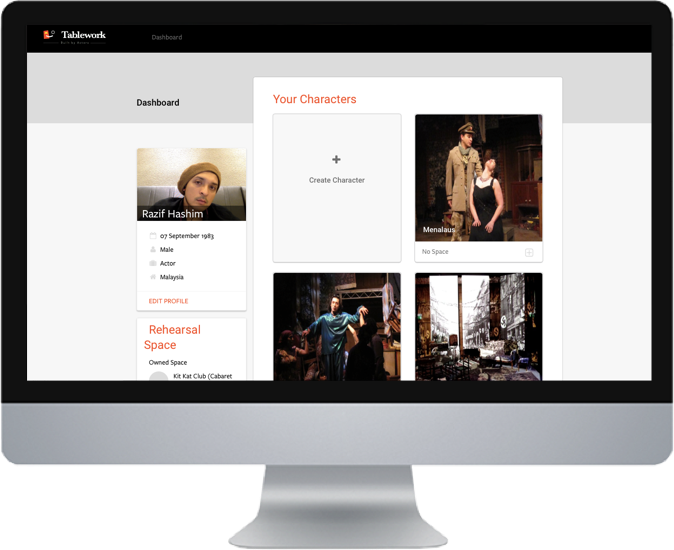 Tablework
Dashboard
Dashboard
Your Characters
Create Character
Menalaus
No Space
Razif Hashim
07 September 1983
Male
Actor
Malaysia
EDIT PROFILE
Rehearsal
Space
Owned Space
Kit Kat Club (Cabaret